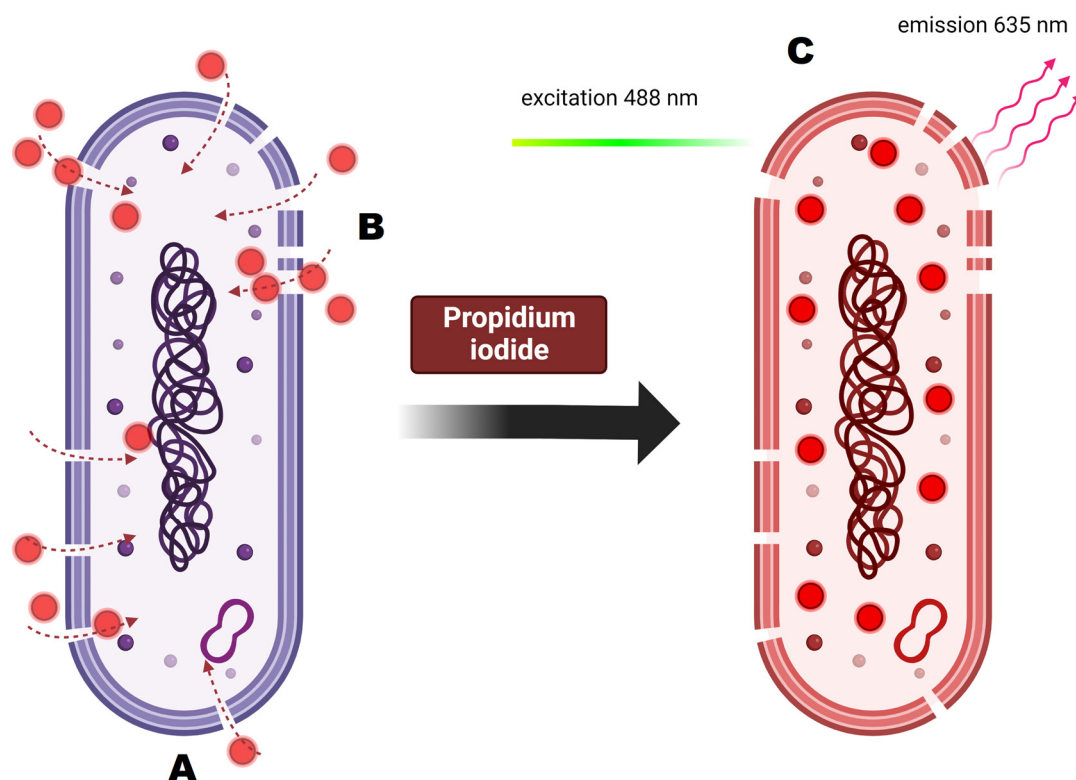 emission 635 nm
C
excitation 488 nm
B
Propidium
iodide
A